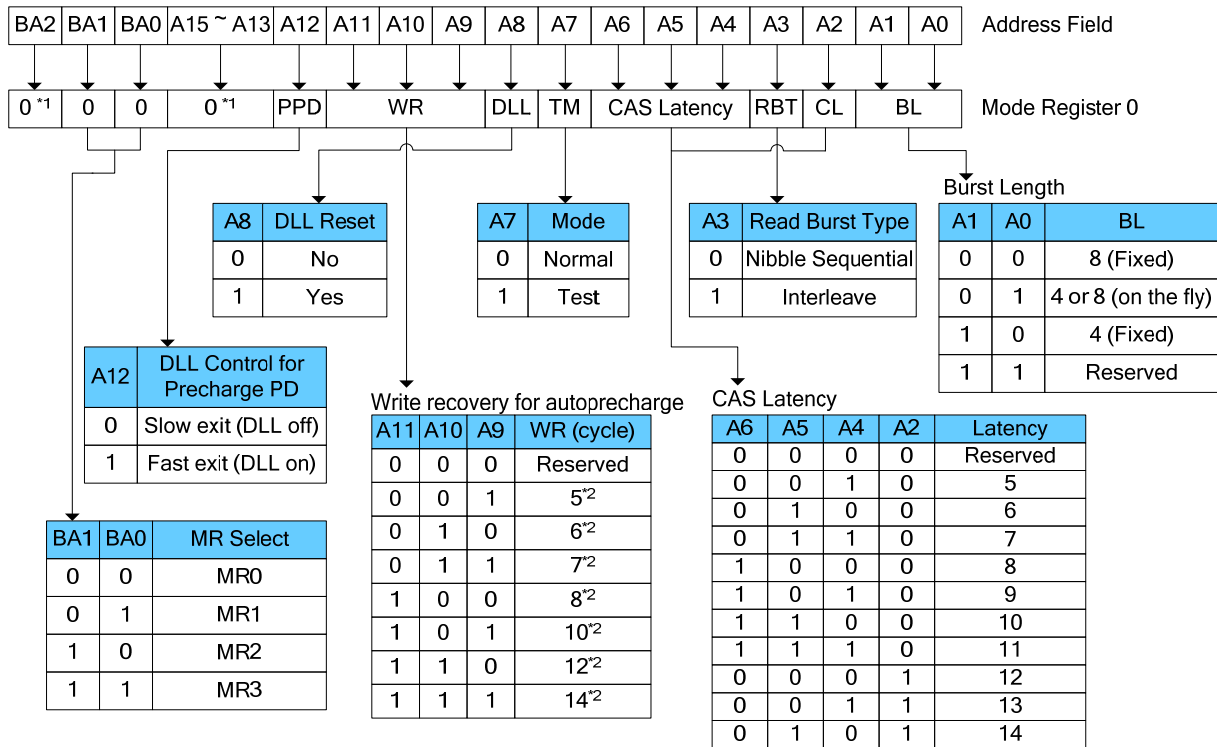 BA2 BA1 BA0 A15 ~ A13 A12 A11 A10 A9 A8 A7 A6 A5 A4 A3 A2 A1 A0 Address Field
0*1 0 0 0*1 PPD WR DLL TM CAS Latency RBT CL BL Mode Register 0
A8 DLL Reset
0 No
1 Yes
A7 Mode
0 Normal
1 Test
A3 Read Burst Type
0 Nibble Sequential
1 Interleave
Burst Length
A1 A0 BL
0 0 8 (Fixed)
0 1 4 or 8 (on the fly)
1 0 4 (Fixed)
1 1 Reserved
A12 DLL Control for
Precharge PD
0 Slow exit (DLL off)
1 Fast exit (DLL on)
BA1 BA0 MR Select
0 0 MR0
0 1 MR1
1 0 MR2
1 1 MR3
Write recovery for autoprecharge
A11 A10 A9 WR (cycle)
0 0 0 Reserved
0 0 1 5*2
0 1 0 6*2
0 1 1 7*2
1 0 0 8*2
1 0 1 10*2
1 1 0 12*2
1 1 1 14*2
CAS Latency
A6 A5 A4 A2 Latency
0 0 0 0 Reserved
0 0 1 0 5
0 1 0 0 6
0 1 1 0 7
1 0 0 0 8
1 0 1 0 9
1 1 0 0 10
1 1 1 0 11
0 0 0 1 12
0 0 1 1 13
0 1 0 1 14